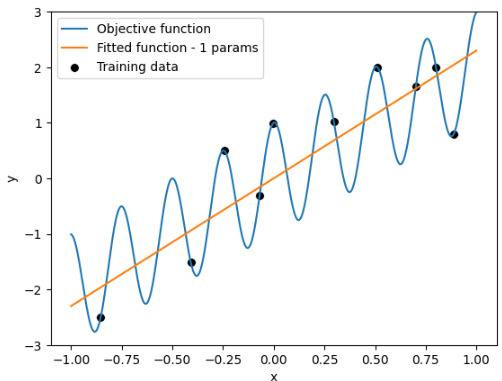 Objective function
Fitted function - 1 params
Training data
3
2
1
0
−1
−2
−3
y
−1.00 −0.75 −0.50 −0.25 0.00 0.25 0.50 0.75 1.00
x